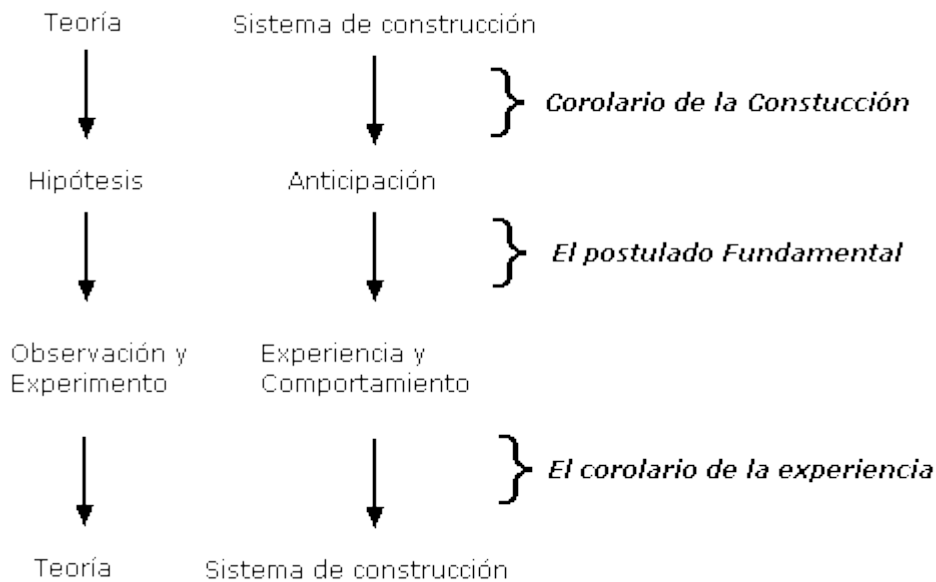 Teoría Sistema de construcción
Corolario de la Constucción
Hipótesis Anticipación
El postulado Fundamental
Observación y Experiencia y
Experimento Comportamiento
El corolario de la experiencia
Teoría Sistema de construcción